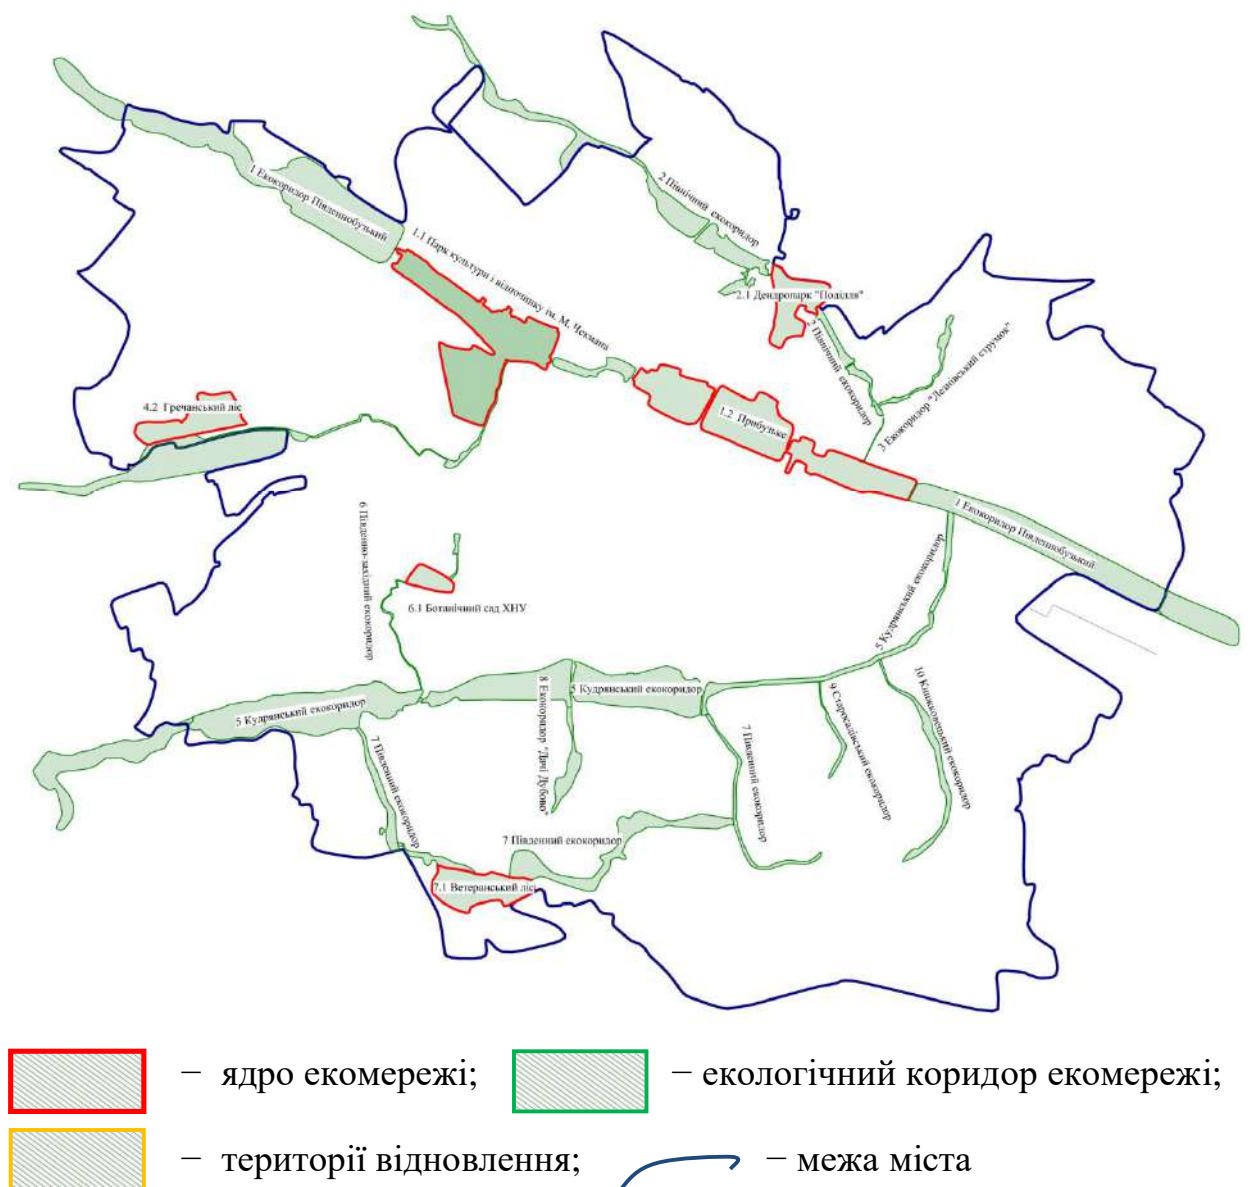 1 Екокоридор Південнобузький
2 Північний екокоридор
1.1 Парк культури і відпочинку ім. М. Чекмана
2.1 Дендропарк "Поділля"
2 Північний екокоридор
3 Екокоридор "Лезнівський струмок"
4.2 Гречанський ліс
1.2 Прибузьке
1 Екокоридор Південнобузький
6 Південно-західний екокоридор
6.1 Ботанічний сад ХНУ
5 Кудрянський екокоридор
5 Кудрянський екокоридор
8 Екокоридор "Дубово"
5 Кудрянський екокоридор
9 Старосадівський екокоридор
10 екокоридор
7 Південний екокоридор
7 Південний екокоридор
7 Південний екокоридор
7.1 Ветеранський ліс
− ядро екомережі;
− екологічний коридор екомережі;
− території відновлення;
− межа міста